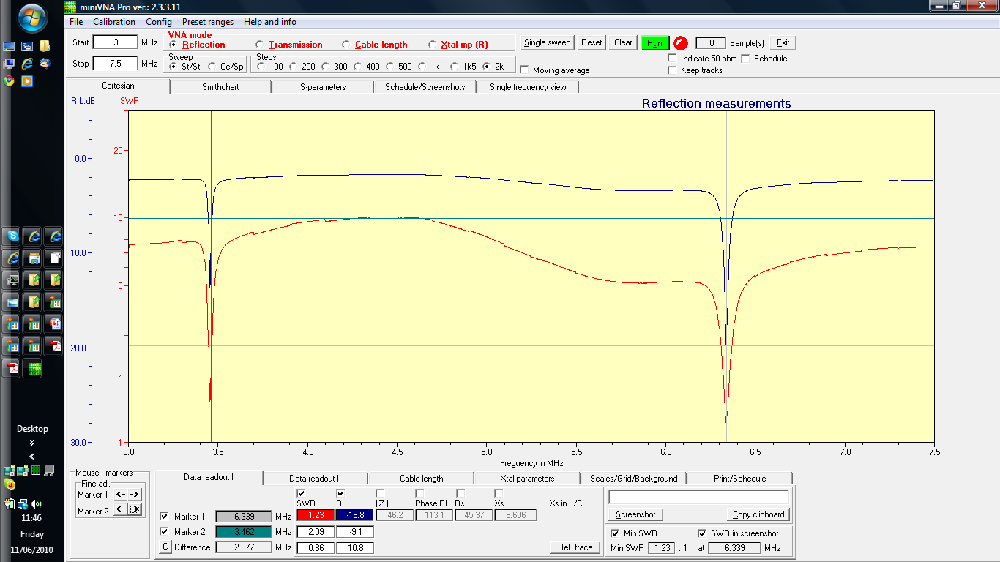 miniVNA Pro ver.: 2.3.3.11
File Calibration Config Preset ranges Help and info
Start 3 MHz
Stop 7.5 MHz
VNA mode
Reflection Transmission Cable length Xtal mp (R)
Sweep
St/St Ce/Sp
Steps
100 200 300 400 500 1k 1k5 2k
Single sweep Reset Clear Run 0 Sample(s) Exit
Moving average
Indicate 50 ohm Schedule
Keep tracks
Cartesian Smithchart S-parameters Schedule/Screenshots Single frequency view
R.L.dB SWR
Reflection measurements
20
0.0
10
-10.0
5
-20.0
2
-30.0 1
3.0 3.5 4.0 4.5 5.0 5.5 6.0 6.5 7.0 7.5
Frequency in MHz
Desktop
4
11:46
Friday
11/06/2010
Mouse - markers
Fine adj.
Marker 1 <- ->
Marker 2 <- ->
Data readout I Data readout II Cable length Xtal parameters Scales/Grid/Background Print/Schedule
SWR RL |Z| Phase RL Rs Xs Xs in L/C
Marker 1 6.339 MHz 1.23 -19.8 46.2 113.1 45.37 8.606
Marker 2 3.462 MHz 2.09 -9.1
C Difference 2.877 MHz 0.86 10.8
Ref. trace
Screenshot Copy clipboard
Min SWR SWR in screenshot
Min SWR 1.23 : 1 at 6.339 MHz